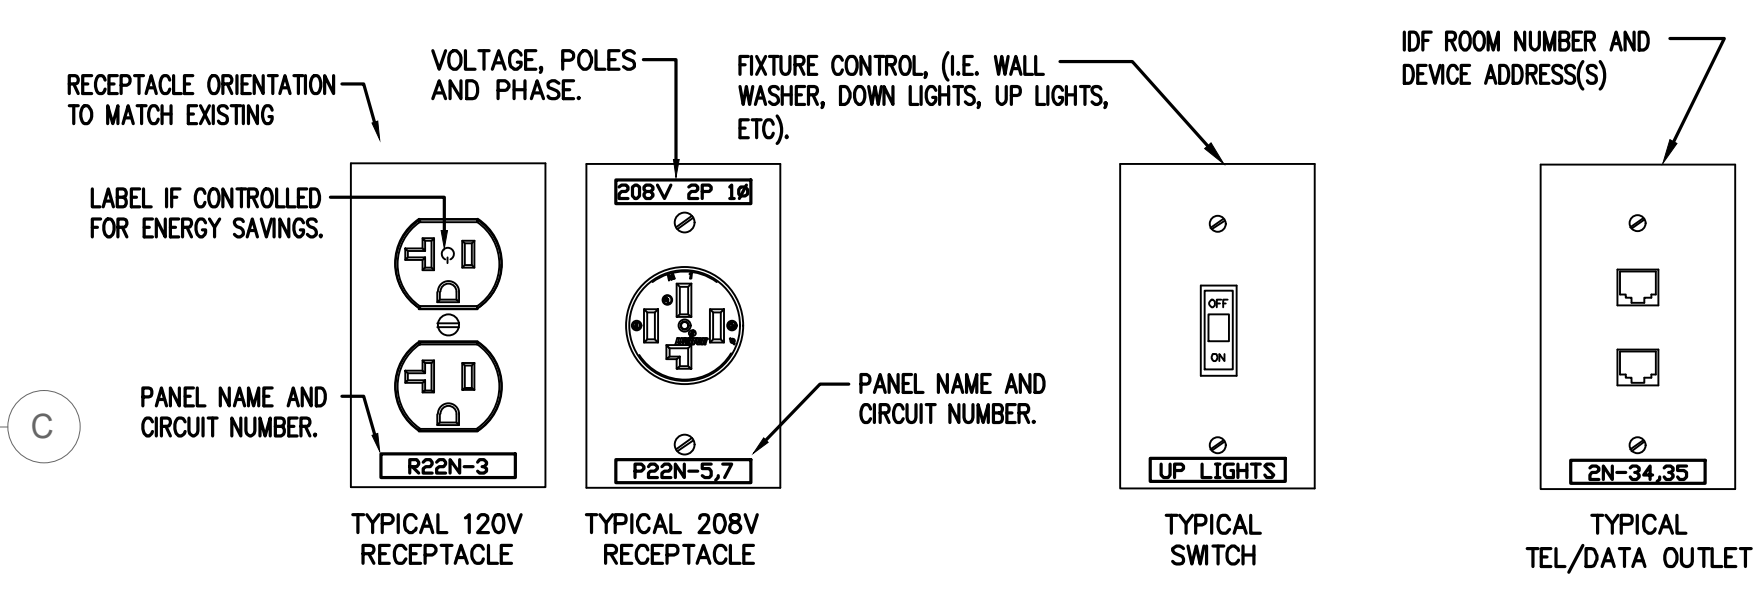 RECEPTACLE ORIENTATION
TO MATCH EXISTING
LABEL IF CONTROLLED
FOR ENERGY SAVINGS.
PANEL NAME AND
CIRCUIT NUMBER.
C
R22N-3
TYPICAL 120V
RECEPTACLE
VOLTAGE, POLES
AND PHASE.
208V 2P 1Ø
P22N-5,7
PANEL NAME AND
CIRCUIT NUMBER.
TYPICAL 208V
RECEPTACLE
FIXTURE CONTROL, (I.E. WALL
WASHER, DOWN LIGHTS, UP LIGHTS,
ETC).
OFF
ON
UP LIGHTS
TYPICAL
SWITCH
IDF ROOM NUMBER AND
DEVICE ADDRESS(S)
2N-34,35
TYPICAL
TEL/DATA OUTLET